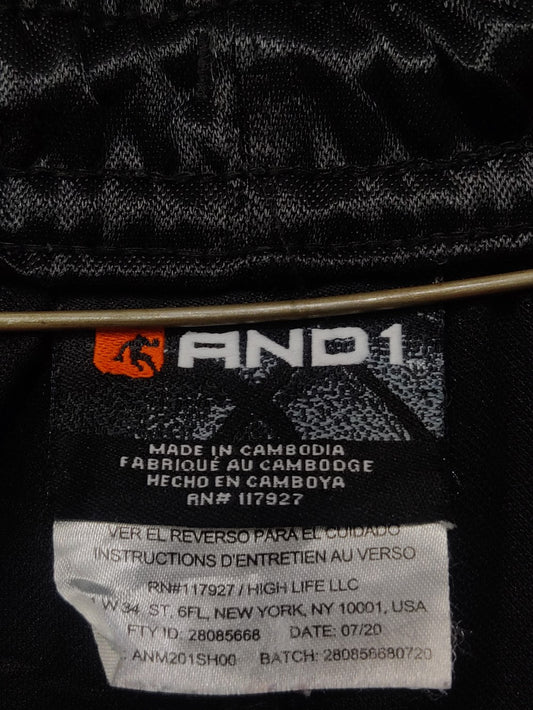 AND1
MADE IN CAMBODIA
FABRIQUÉ AU CAMBODGE
HECHO EN CAMBOYA
RN# 117927
VER EL REVERSO PARA EL CUIDADO
INSTRUCTIONS D'ENTRETIEN AU VERSO
RN#117927 / HIGH LIFE LLC
W 34 ST, 6FL, NEW YORK, NY 10001, USA
FTY ID: 28085668 DATE: 07/20
ANM201SH00 BATCH: 280856680720